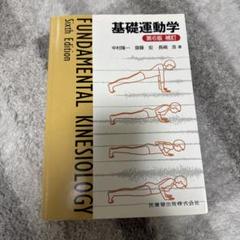 基礎運動学
第6版 補訂
中村隆一 齋藤 宏 長崎 浩 著
医歯薬出版株式会社
FUNDAMENTAL KINESIOLOGY
Sixth Edition